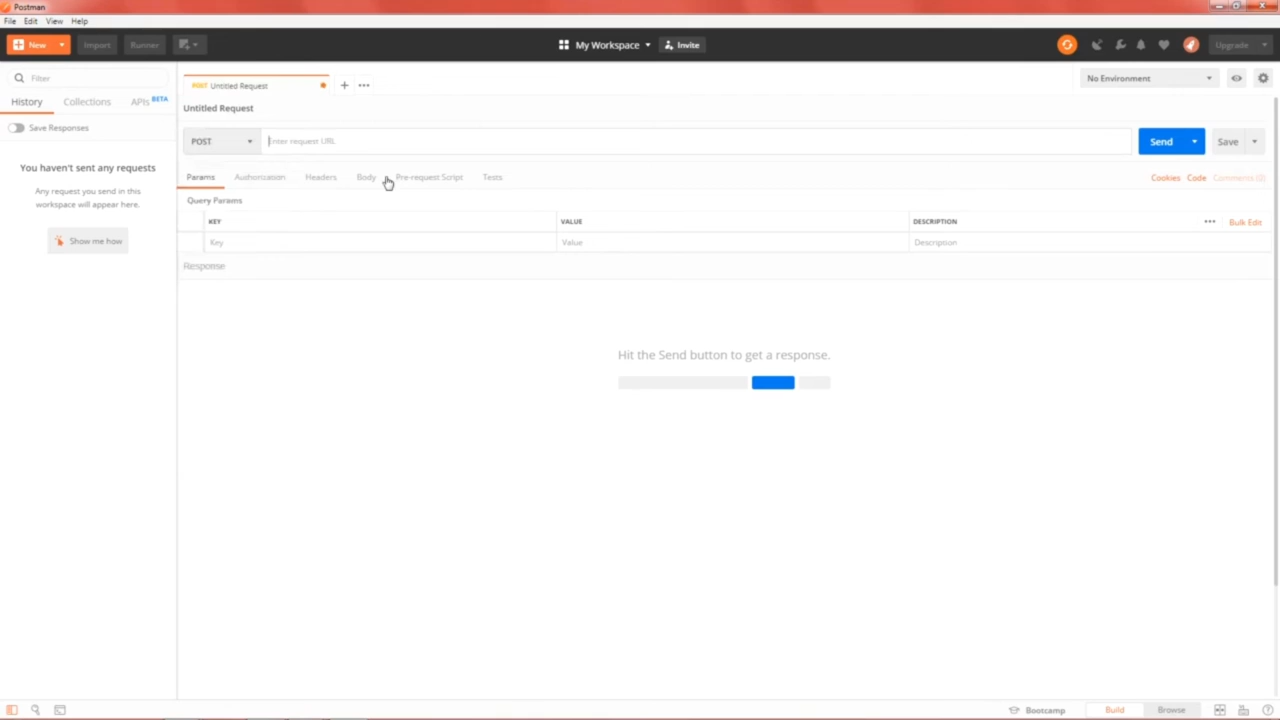 Postman
File Edit View Help
New Import Runner My Workspace Invite Upgrade
Filter
History Collections APIs BETA
Save Responses
You haven't sent any requests
Any request you send in this
workspace will appear here.
Show me how
POST Untitled Request
No Environment
Untitled Request
POST Enter request URL Send Save
Params Authorization Headers Body Pre-request Script Tests Cookies Code Comments (0)
Query Params
KEY VALUE DESCRIPTION Bulk Edit
Key Value Description
Response
Hit the Send button to get a response.
Bootcamp Build Browse